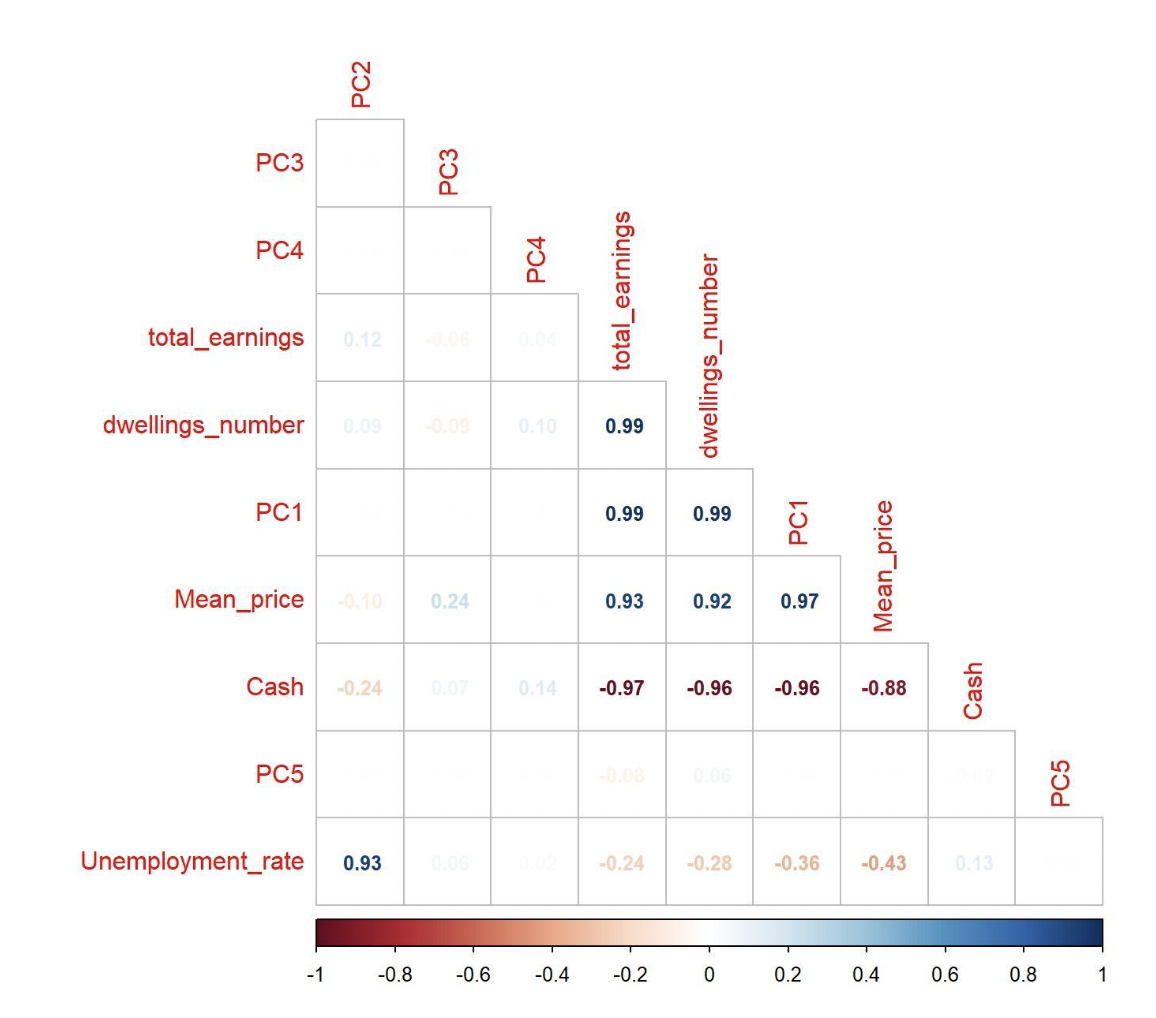 PC2
PC3 PC3
PC4 PC4
total_earnings 0.12 -0.06 0.04 total_earnings
dwellings_number 0.09 -0.09 0.10 0.99 dwellings_number
PC1 0.99 0.99 PC1
Mean_price -0.10 0.24 0.93 0.92 0.97 Mean_price
Cash -0.24 0.07 0.14 -0.97 -0.96 -0.96 -0.88 Cash
PC5 -0.08 0.06 PC5
Unemployment_rate 0.93 0.06 0.02 -0.24 -0.28 -0.36 -0.43 0.13
-1 -0.8 -0.6 -0.4 -0.2 0 0.2 0.4 0.6 0.8 1